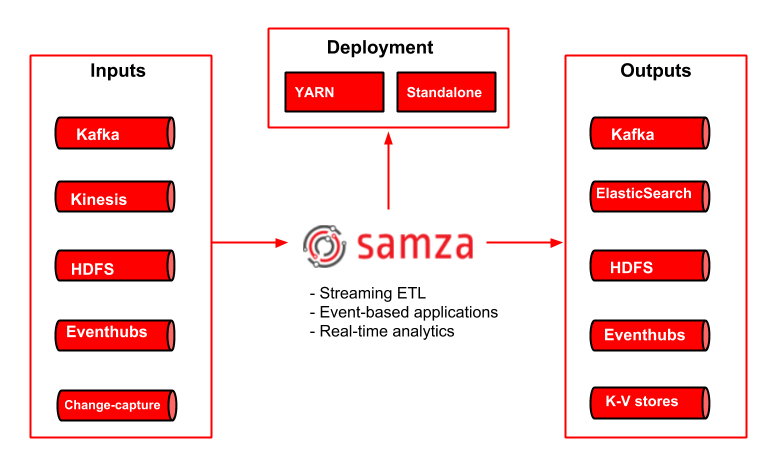 Deployment
YARN
Standalone
Inputs
Kafka
Kinesis
HDFS
Eventhubs
Change-capture
samza
- Streaming ETL
- Event-based applications
- Real-time analytics
Outputs
Kafka
ElasticSearch
HDFS
Eventhubs
K-V stores